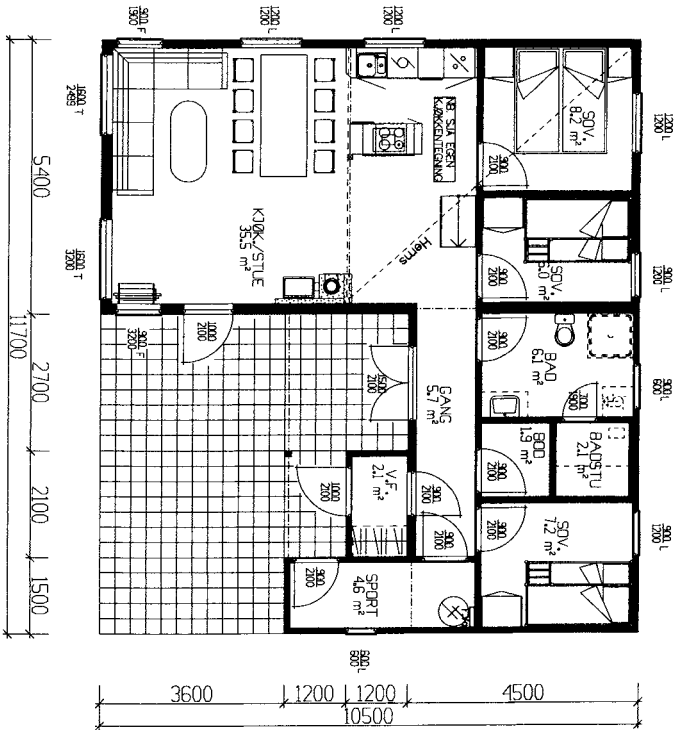 900 F
1900
1200 L
1200
1200 L
1200
1600 T
2499
1600 T
3200
900 F
3200
1000
2100
NB SJÅ EGEN
KJØKKENTEGNING
KJØK./STUE
35.5 m²
Hems
SOV.
8.2 m²
900
2100
1200 L
1200
SOV.
6.0 m²
900
2100
900 L
1200
BAD
6.1 m²
900
2100
700
1900
900 L
600
GANG
5.7 m²
1500
2100
BOD
1.9 m²
900
2100
BADSTU
2.1 m²
V.F.
2.1 m²
1000
2100
900
2100
900
2100
SOV.
7.2 m²
900
2100
900 L
1200
SPORT
4.6 m²
900
2100
600 L
600
5400
2700
2100
1500
11700
3600
1200
1200
4500
10500